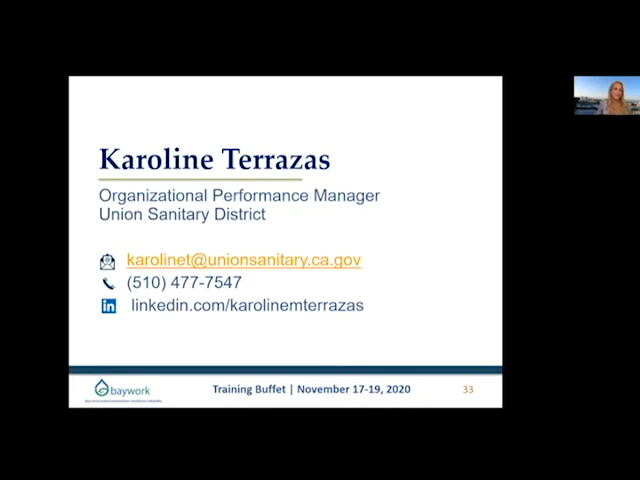 Karoline Terrazas
Organizational Performance Manager
Union Sanitary District
karolinet@unionsanitary.ca.gov
(510) 477-7547
in linkedin.com/karolinemterrazas
baywork
Training Buffet | November 17-19, 2020
33